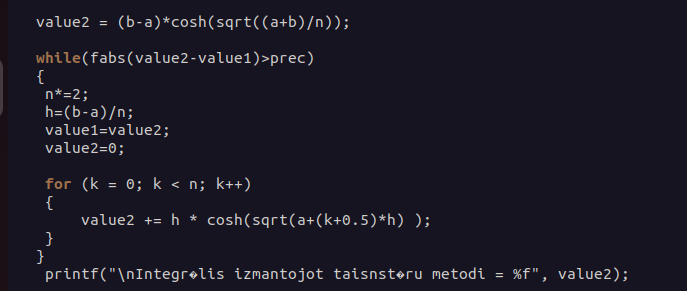 value2 = (b-a)*cosh(sqrt((a+b)/n));
while(fabs(value2-value1)>prec)
{
n*=2;
h=(b-a)/n;
value1=value2;
value2=0;
for (k = 0; k < n; k++)
{
value2 += h * cosh(sqrt(a+(k+0.5)*h) );
}
}
printf("\nIntegr�lis izmantojot taisnst�ru metodi = %f", value2);